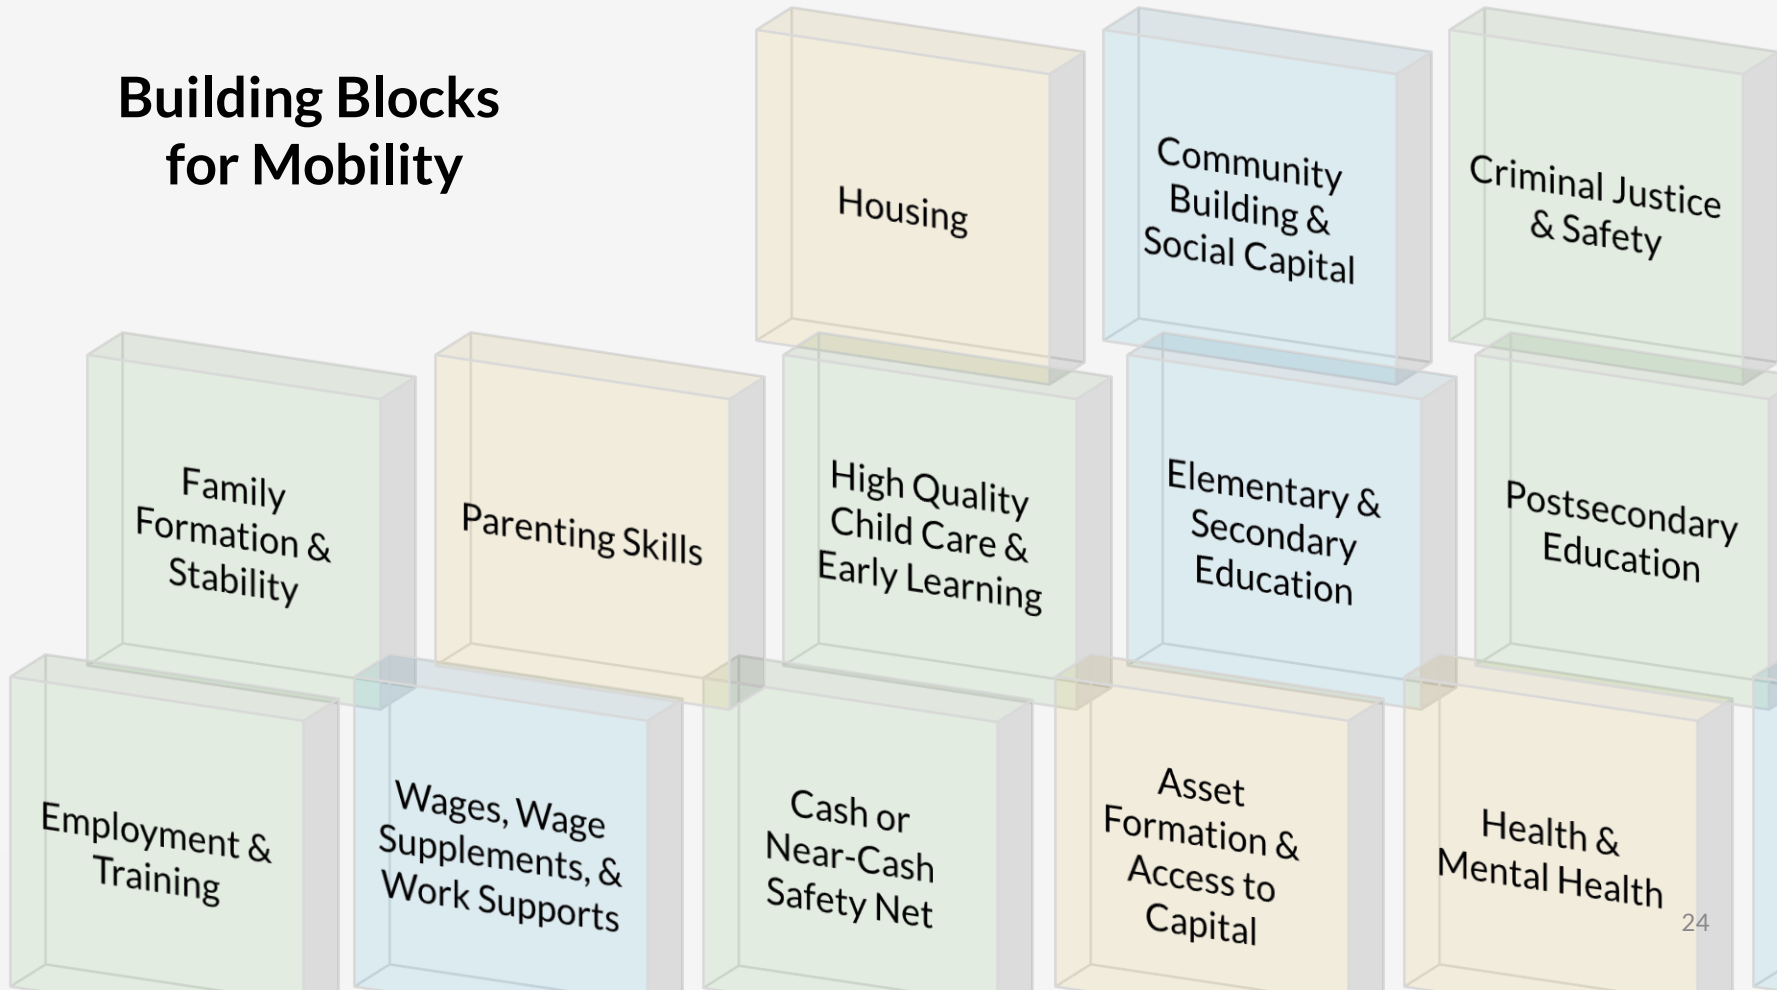 Building Blocks
for Mobility
Housing
Community
Building &
Social Capital
Criminal Justice
& Safety
Family
Formation &
Stability
Parenting Skills
High Quality
Child Care &
Early Learning
Elementary &
Secondary
Education
Postsecondary
Education
Employment &
Training
Wages, Wage
Supplements, &
Work Supports
Cash or
Near-Cash
Safety Net
Asset
Formation &
Access to
Capital
Health &
Mental Health
24